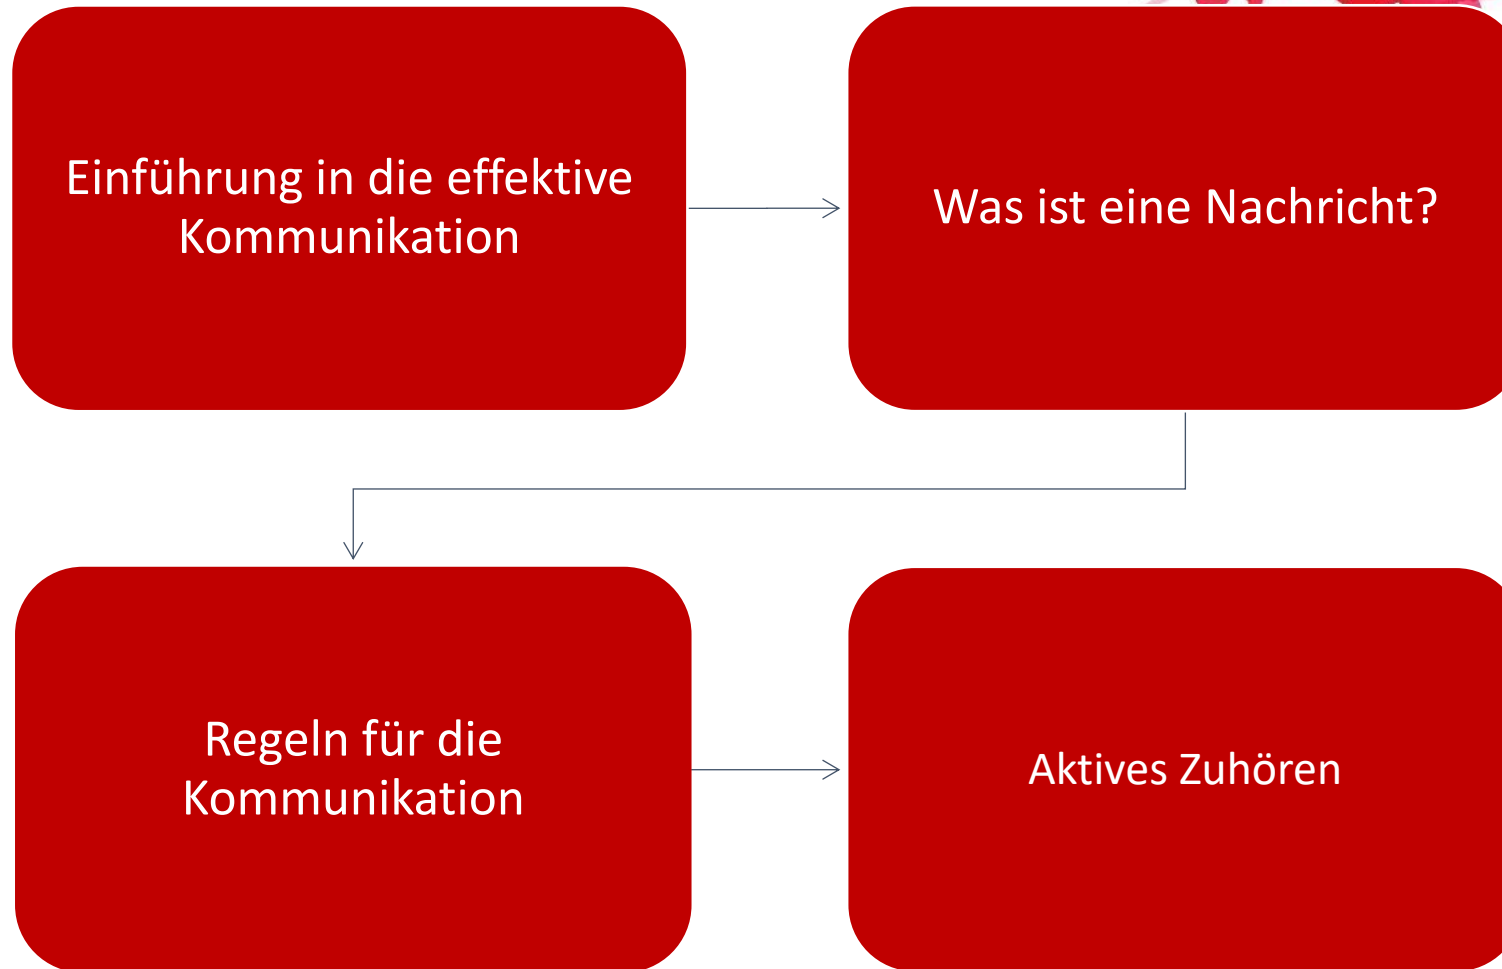 Einführung in die effektive
Kommunikation
Was ist eine Nachricht?
Regeln für die
Kommunikation
Aktives Zuhören